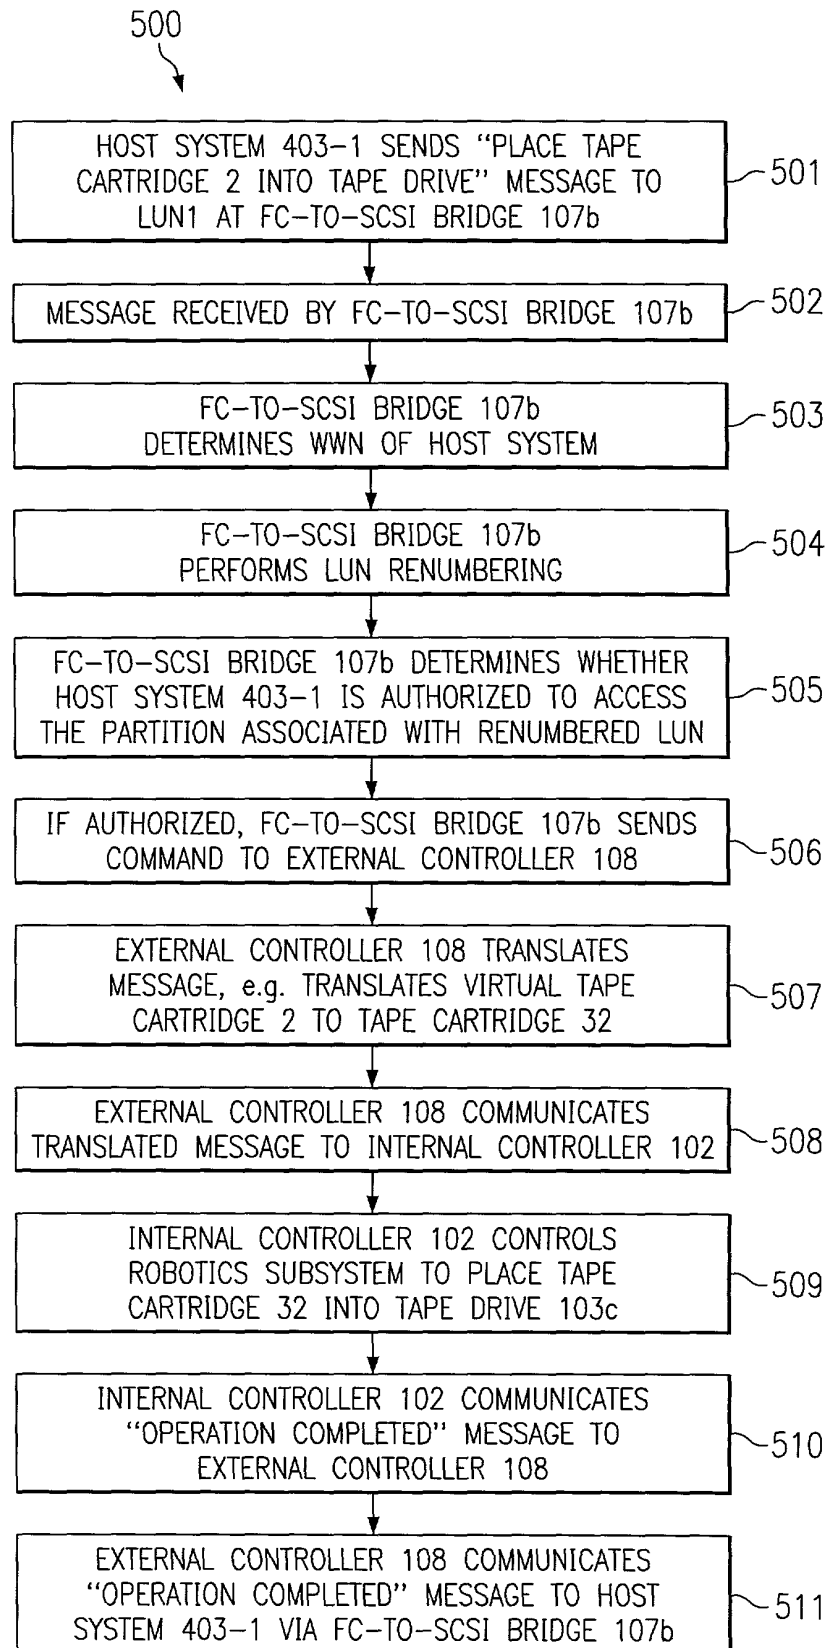 500
HOST SYSTEM 403-1 SENDS “PLACE TAPE
CARTRIDGE 2 INTO TAPE DRIVE” MESSAGE TO
LUN1 AT FC-TO-SCSI BRIDGE 107b
501
MESSAGE RECEIVED BY FC-TO-SCSI BRIDGE 107b
502
FC-TO-SCSI BRIDGE 107b
DETERMINES WWN OF HOST SYSTEM
503
FC-TO-SCSI BRIDGE 107b
PERFORMS LUN RENUMBERING
504
FC-TO-SCSI BRIDGE 107b DETERMINES WHETHER
HOST SYSTEM 403-1 IS AUTHORIZED TO ACCESS
THE PARTITION ASSOCIATED WITH RENUMBERED LUN
505
IF AUTHORIZED, FC-TO-SCSI BRIDGE 107b SENDS
COMMAND TO EXTERNAL CONTROLLER 108
506
EXTERNAL CONTROLLER 108 TRANSLATES
MESSAGE, e.g. TRANSLATES VIRTUAL TAPE
CARTRIDGE 2 TO TAPE CARTRIDGE 32
507
EXTERNAL CONTROLLER 108 COMMUNICATES
TRANSLATED MESSAGE TO INTERNAL CONTROLLER 102
508
INTERNAL CONTROLLER 102 CONTROLS
ROBOTICS SUBSYSTEM TO PLACE TAPE
CARTRIDGE 32 INTO TAPE DRIVE 103c
509
INTERNAL CONTROLLER 102 COMMUNICATES
“OPERATION COMPLETED” MESSAGE TO
EXTERNAL CONTROLLER 108
510
EXTERNAL CONTROLLER 108 COMMUNICATES
“OPERATION COMPLETED” MESSAGE TO HOST
SYSTEM 403-1 VIA FC-TO-SCSI BRIDGE 107b
511